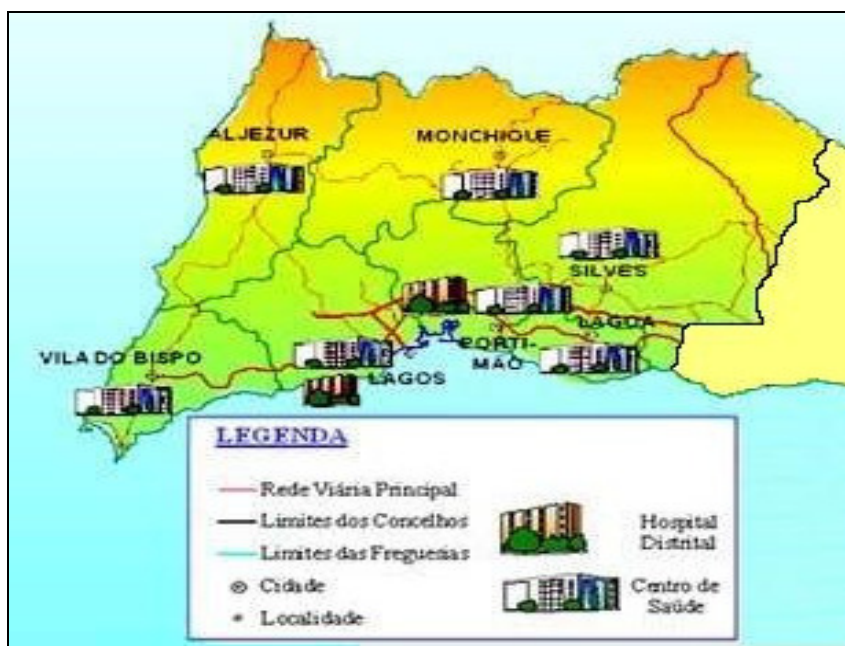 ALJEZUR
MONCHIQUE
SILVES
LAGOA
PORTI-
MÃO
VILA DO BISPO
LAGOS
LEGENDA
Rede Viária Principal
Limites dos Concelhos
Limites das Freguesias
Cidade
Localidade
Hospital
Distrital
Centro de
Saúde